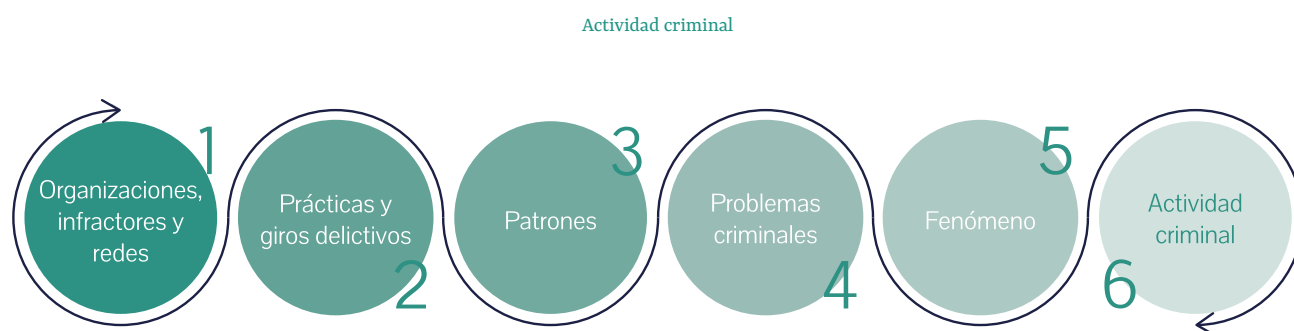 Actividad criminal
1
Organizaciones,
infractores y
redes
2
Prácticas y
giros delictivos
3
Patrones
4
Problemas
criminales
5
Fenómeno
6
Actividad
criminal